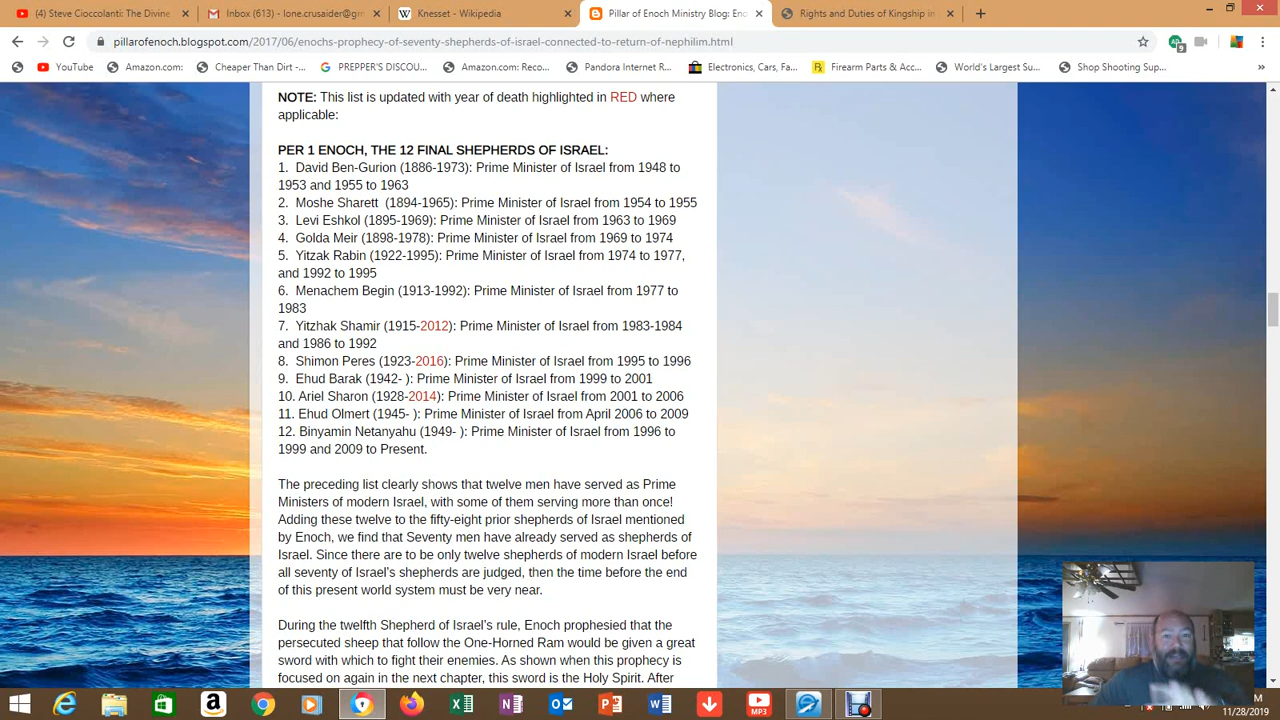 (4) Steve Cioccolanti: The Divine
Inbox (613) - lone.crusaider@gm
Knesset - Wikipedia
Pillar of Enoch Ministry Blog: Eno
Rights and Duties of Kingship in
pillarofenoch.blogspot.com/2017/06/enochs-prophecy-of-seventy-shepherds-of-israel-connected-to-return-of-nephilim.html
9
YouTube
Amazon.com:
Cheaper Than Dirt -...
PREPPER'S DISCOU...
Amazon.com: Reco...
Pandora Internet R...
Electronics, Cars, Fa...
Firearm Parts & Acc...
World's Largest Su...
Shop Shooting Sup...
»
NOTE: This list is updated with year of death highlighted in RED where
applicable:
PER 1 ENOCH, THE 12 FINAL SHEPHERDS OF ISRAEL:
1. David Ben-Gurion (1886-1973): Prime Minister of Israel from 1948 to
1953 and 1955 to 1963
2. Moshe Sharett (1894-1965): Prime Minister of Israel from 1954 to 1955
3. Levi Eshkol (1895-1969): Prime Minister of Israel from 1963 to 1969
4. Golda Meir (1898-1978): Prime Minister of Israel from 1969 to 1974
5. Yitzak Rabin (1922-1995): Prime Minister of Israel from 1974 to 1977,
and 1992 to 1995
6. Menachem Begin (1913-1992): Prime Minister of Israel from 1977 to
1983
7. Yitzhak Shamir (1915-2012): Prime Minister of Israel from 1983-1984
and 1986 to 1992
8. Shimon Peres (1923-2016): Prime Minister of Israel from 1995 to 1996
9. Ehud Barak (1942- ): Prime Minister of Israel from 1999 to 2001
10. Ariel Sharon (1928-2014): Prime Minister of Israel from 2001 to 2006
11. Ehud Olmert (1945- ): Prime Minister of Israel from April 2006 to 2009
12. Binyamin Netanyahu (1949- ): Prime Minister of Israel from 1996 to
1999 and 2009 to Present.
The preceding list clearly shows that twelve men have served as Prime
Ministers of modern Israel, with some of them serving more than once!
Adding these twelve to the fifty-eight prior shepherds of Israel mentioned
by Enoch, we find that Seventy men have already served as shepherds of
Israel. Since there are to be only twelve shepherds of modern Israel before
all seventy of Israel's shepherds are judged, then the time before the end
of this present world system must be very near.
During the twelfth Shepherd of Israel's rule, Enoch prophesied that the
persecuted sheep that follow the One-Horned Ram would be given a great
sword with which to fight their enemies. As shown when this prophecy is
focused on again in the next chapter, this sword is the Holy Spirit. After
MP3
11/28/2019